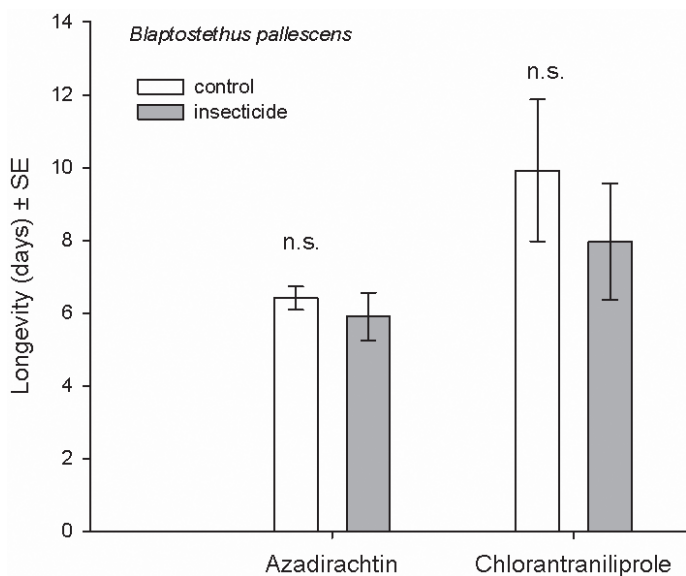 Blaptostethus pallescens
control
insecticide
n.s.
n.s.
Longevity (days) ± SE
14
12
10
8
6
4
2
0
Azadirachtin
Chlorantraniliprole